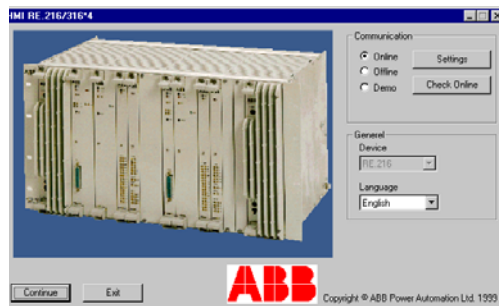 HMI RE.216/316*4
Communication
Online
Offline
Demo
Settings
Check Online
General
Device
RE.216
Language
English
Continue
Exit
ABB
Copyright © ABB Power Automation Ltd. 1999